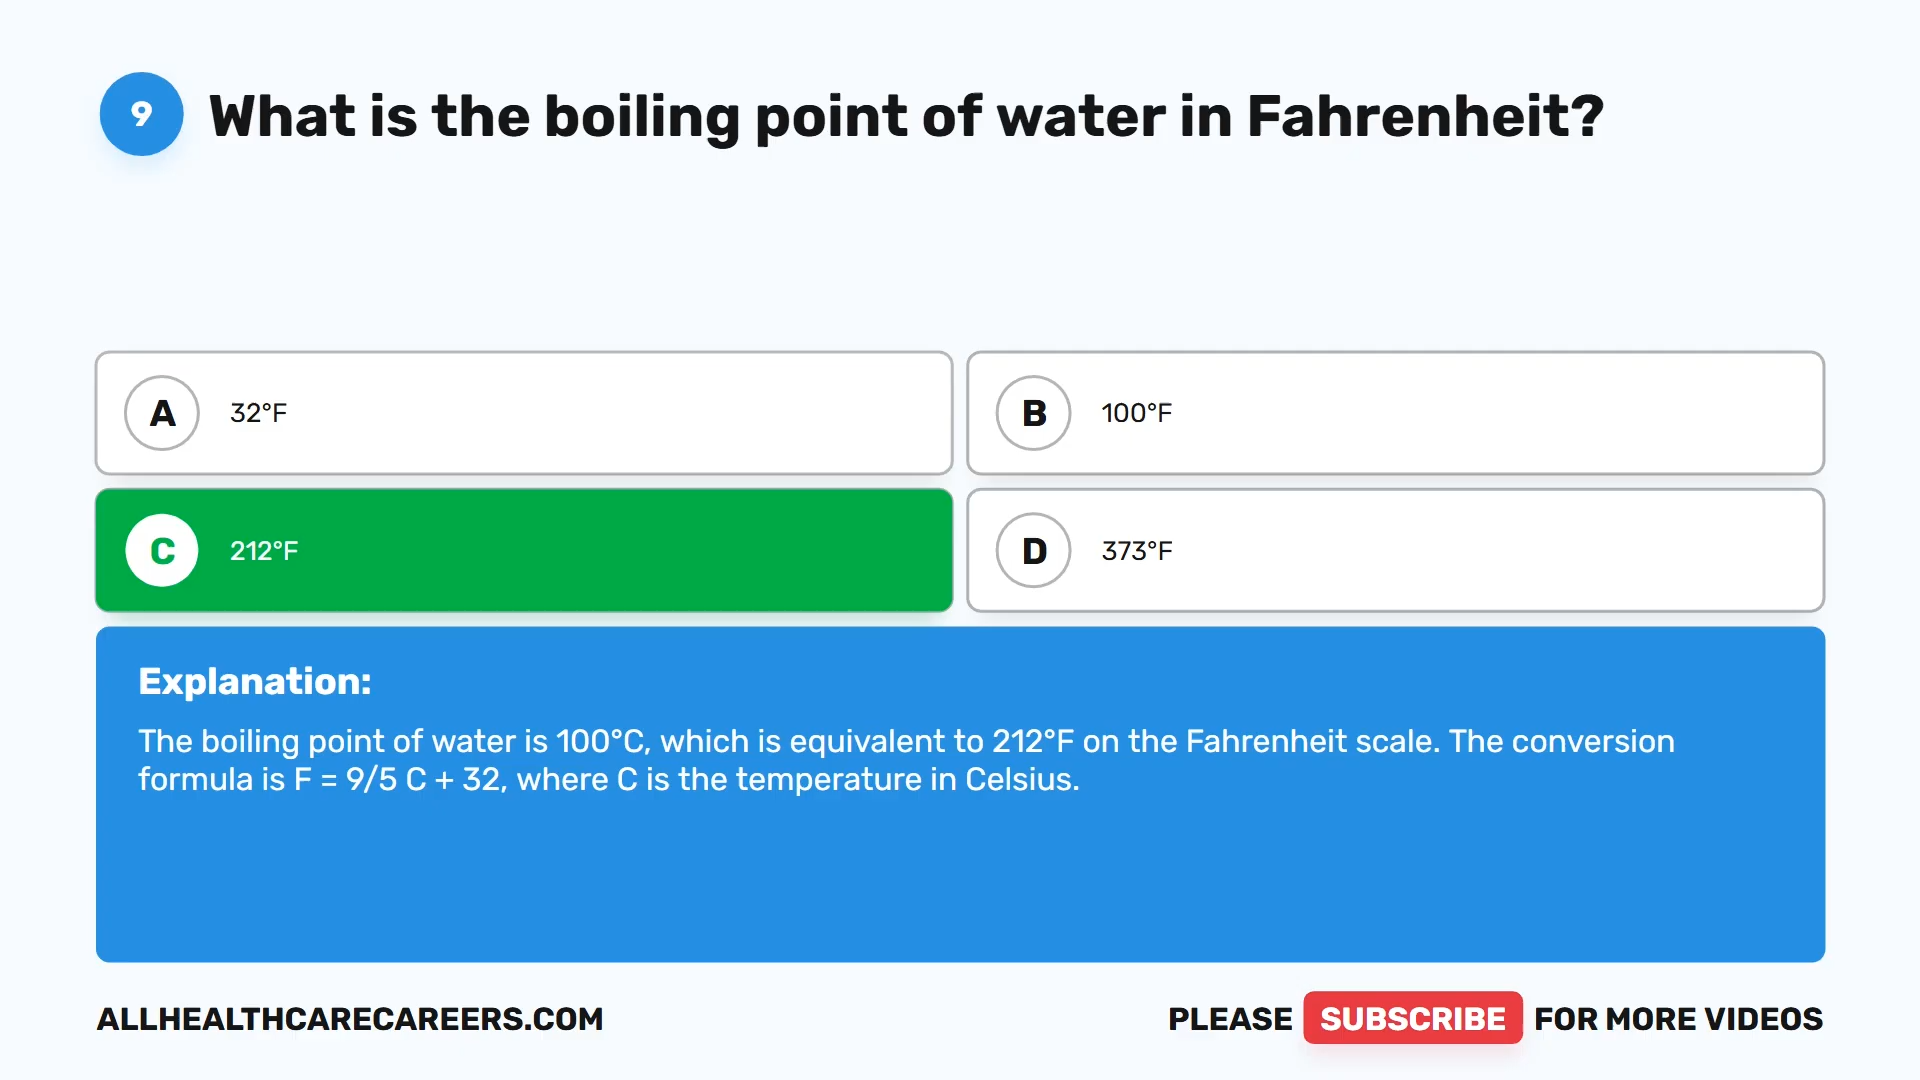 9 What is the boiling point of water in Fahrenheit?
A 32°F
B 100°F
C 212°F
D 373°F
Explanation:
The boiling point of water is 100°C, which is equivalent to 212°F on the Fahrenheit scale. The conversion
formula is F = 9/5 C + 32, where C is the temperature in Celsius.
ALLHEALTHCARECAREERS.COM
PLEASE SUBSCRIBE FOR MORE VIDEOS